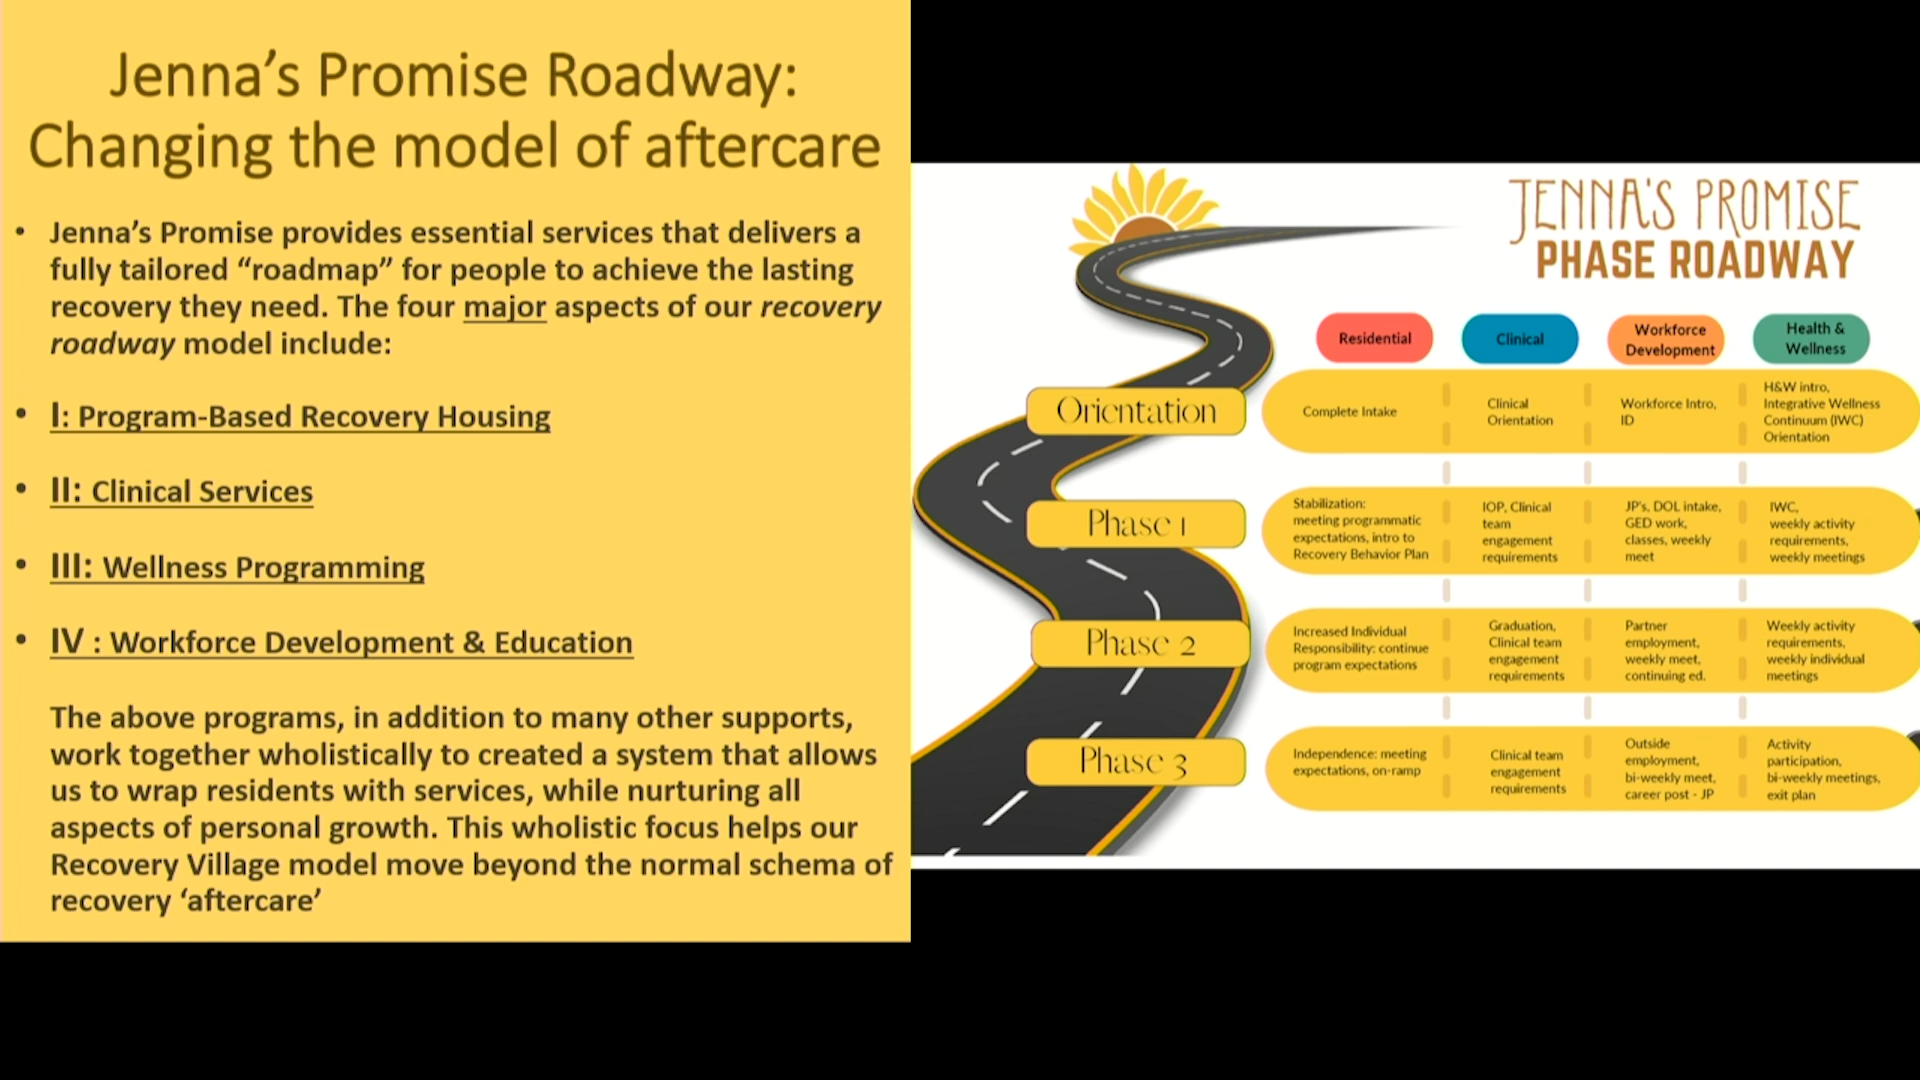 Jenna’s Promise Roadway:
Changing the model of aftercare
• Jenna’s Promise provides essential services that delivers a
fully tailored “roadmap” for people to achieve the lasting
recovery they need. The four major aspects of our recovery
roadway model include:
• I: Program-Based Recovery Housing
• II: Clinical Services
• III: Wellness Programming
• IV : Workforce Development & Education
The above programs, in addition to many other supports,
work together wholistically to created a system that allows
us to wrap residents with services, while nurturing all
aspects of personal growth. This wholistic focus helps our
Recovery Village model move beyond the normal schema of
recovery ‘aftercare’
JENNA'S PROMISE
PHASE ROADWAY
Residential
Clinical
Workforce
Development
Health &
Wellness
Orientation
Complete Intake
Clinical
Orientation
Workforce Intro,
ID
H&W intro,
Integrative Wellness
Continuum (IWC)
Orientation
Phase 1
Stabilization:
meeting programmatic
expectations, intro to
Recovery Behavior Plan
IOP, Clinical
team
engagement
requirements
JP's, DOL intake,
GED work,
classes, weekly
meet
IWC,
weekly activity
requirements,
weekly meetings
Phase 2
Increased Individual
Responsibility: continue
program expectations
Graduation,
Clinical team
engagement
requirements
Partner
employment,
weekly meet,
continuing ed.
Weekly activity
requirements,
weekly individual
meetings
Phase 3
Independence: meeting
expectations, on-ramp
Clinical team
engagement
requirements
Outside
employment,
bi-weekly meet,
career post - JP
Activity
participation,
bi-weekly meetings,
exit plan